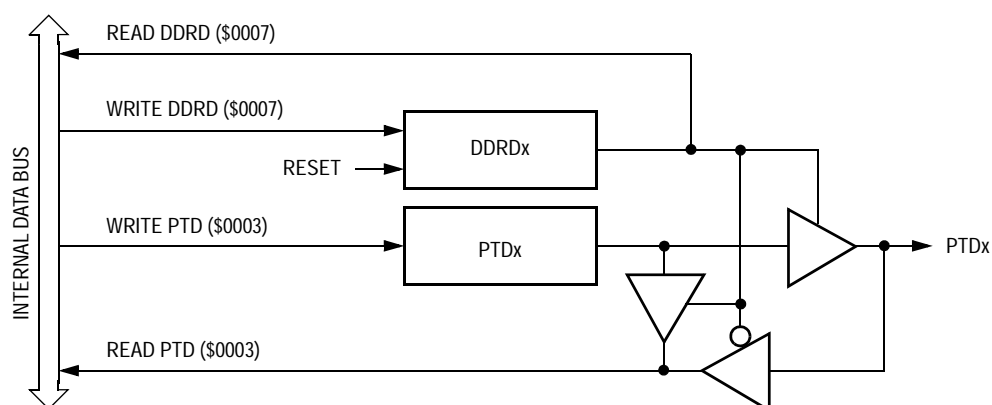 READ DDRD ($0007)
WRITE DDRD ($0007)
DDRDx
RESET
WRITE PTD ($0003)
PTDx
PTDx
READ PTD ($0003)
INTERNAL DATA BUS